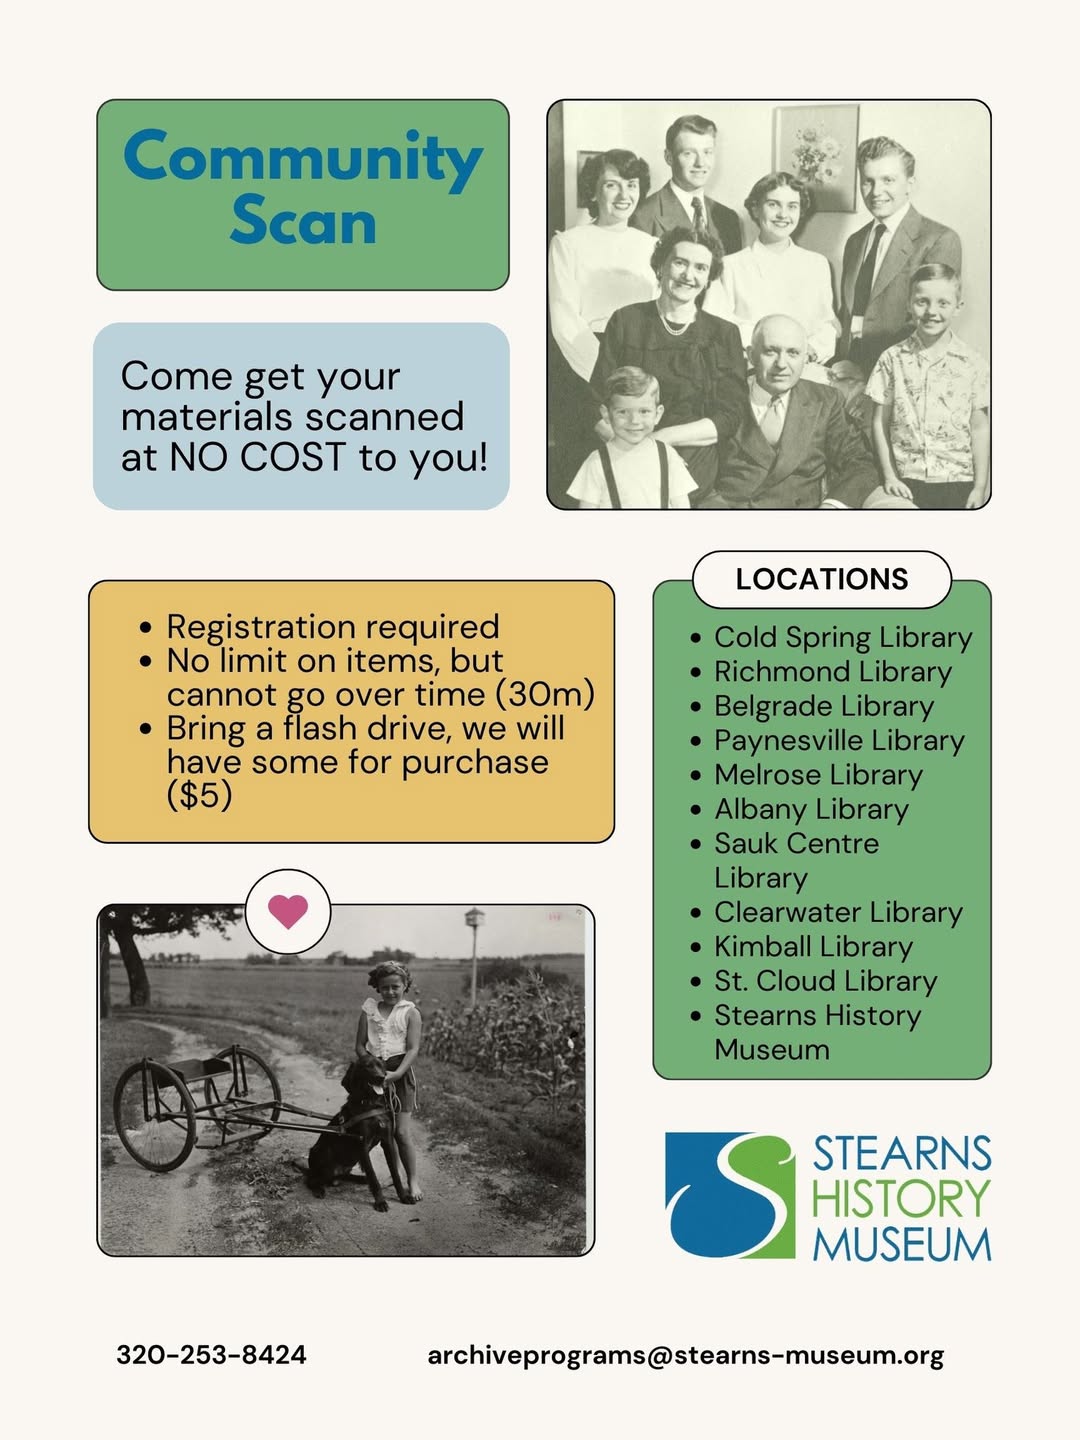 Community
Scan
Come get your
materials scanned
at NO COST to you!
• Registration required
• No limit on items, but
cannot go over time (30m)
• Bring a flash drive, we will
have some for purchase
($5)
LOCATIONS
• Cold Spring Library
• Richmond Library
• Belgrade Library
• Paynesville Library
• Melrose Library
• Albany Library
• Sauk Centre
Library
• Clearwater Library
• Kimball Library
• St. Cloud Library
• Stearns History
Museum
STEARNS
HISTORY
MUSEUM
320-253-8424
archiveprograms@stearns-museum.org